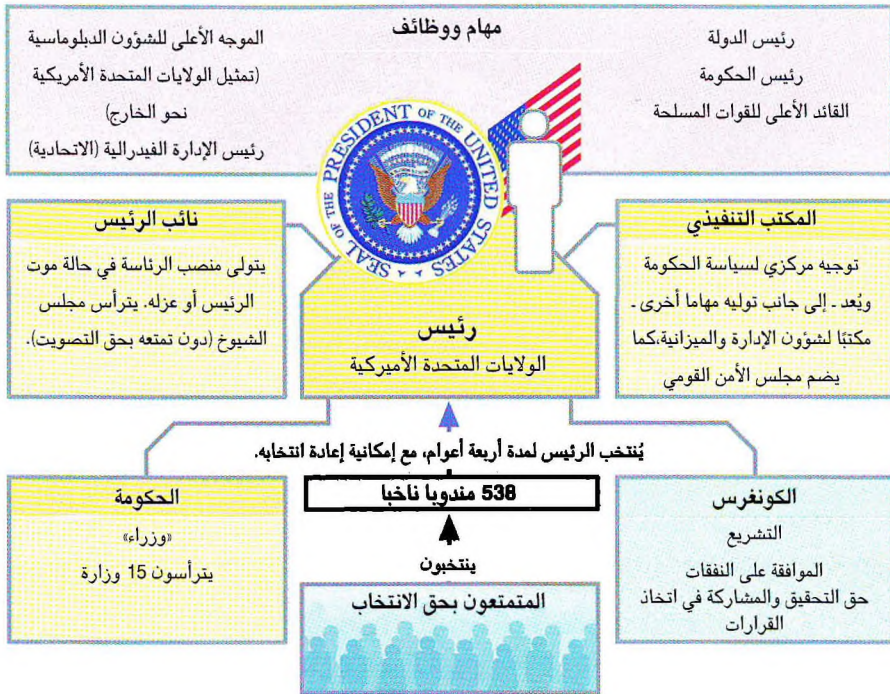 مهام ووظائف
رئيس الدولة
رئيس الحكومة
القائد الأعلى للقوات المسلحة
الموجه الأعلى للشؤون الدبلوماسية
(تمثيل الولايات المتحدة الأمريكية
نحو الخارج)
رئيس الإدارة الفيدرالية (الاتحادية)
SEAL OF THE PRESIDENT OF THE UNITED STATES
المكتب التنفيذي
توجيه مركزي لسياسة الحكومة
ويُعد - إلى جانب توليه مهاما أخرى -
مكتبًا لشؤون الإدارة والميزانية،كما
يضم مجلس الأمن القومي
رئيس
الولايات المتحدة الأميركية
نائب الرئيس
يتولى منصب الرئاسة في حالة موت
الرئيس أو عزله. يترأس مجلس
الشيوخ (دون تمتعه بحق التصويت).
يُنتخب الرئيس لمدة أربعة أعوام، مع إمكانية إعادة انتخابه.
الكونغرس
التشريع
الموافقة على النفقات
حق التحقيق والمشاركة في اتخاذ
القرارات
538 مندوبا ناخبا
ينتخبون
المتمتعون بحق الانتخاب
الحكومة
«وزراء»
يترأسون 15 وزارة